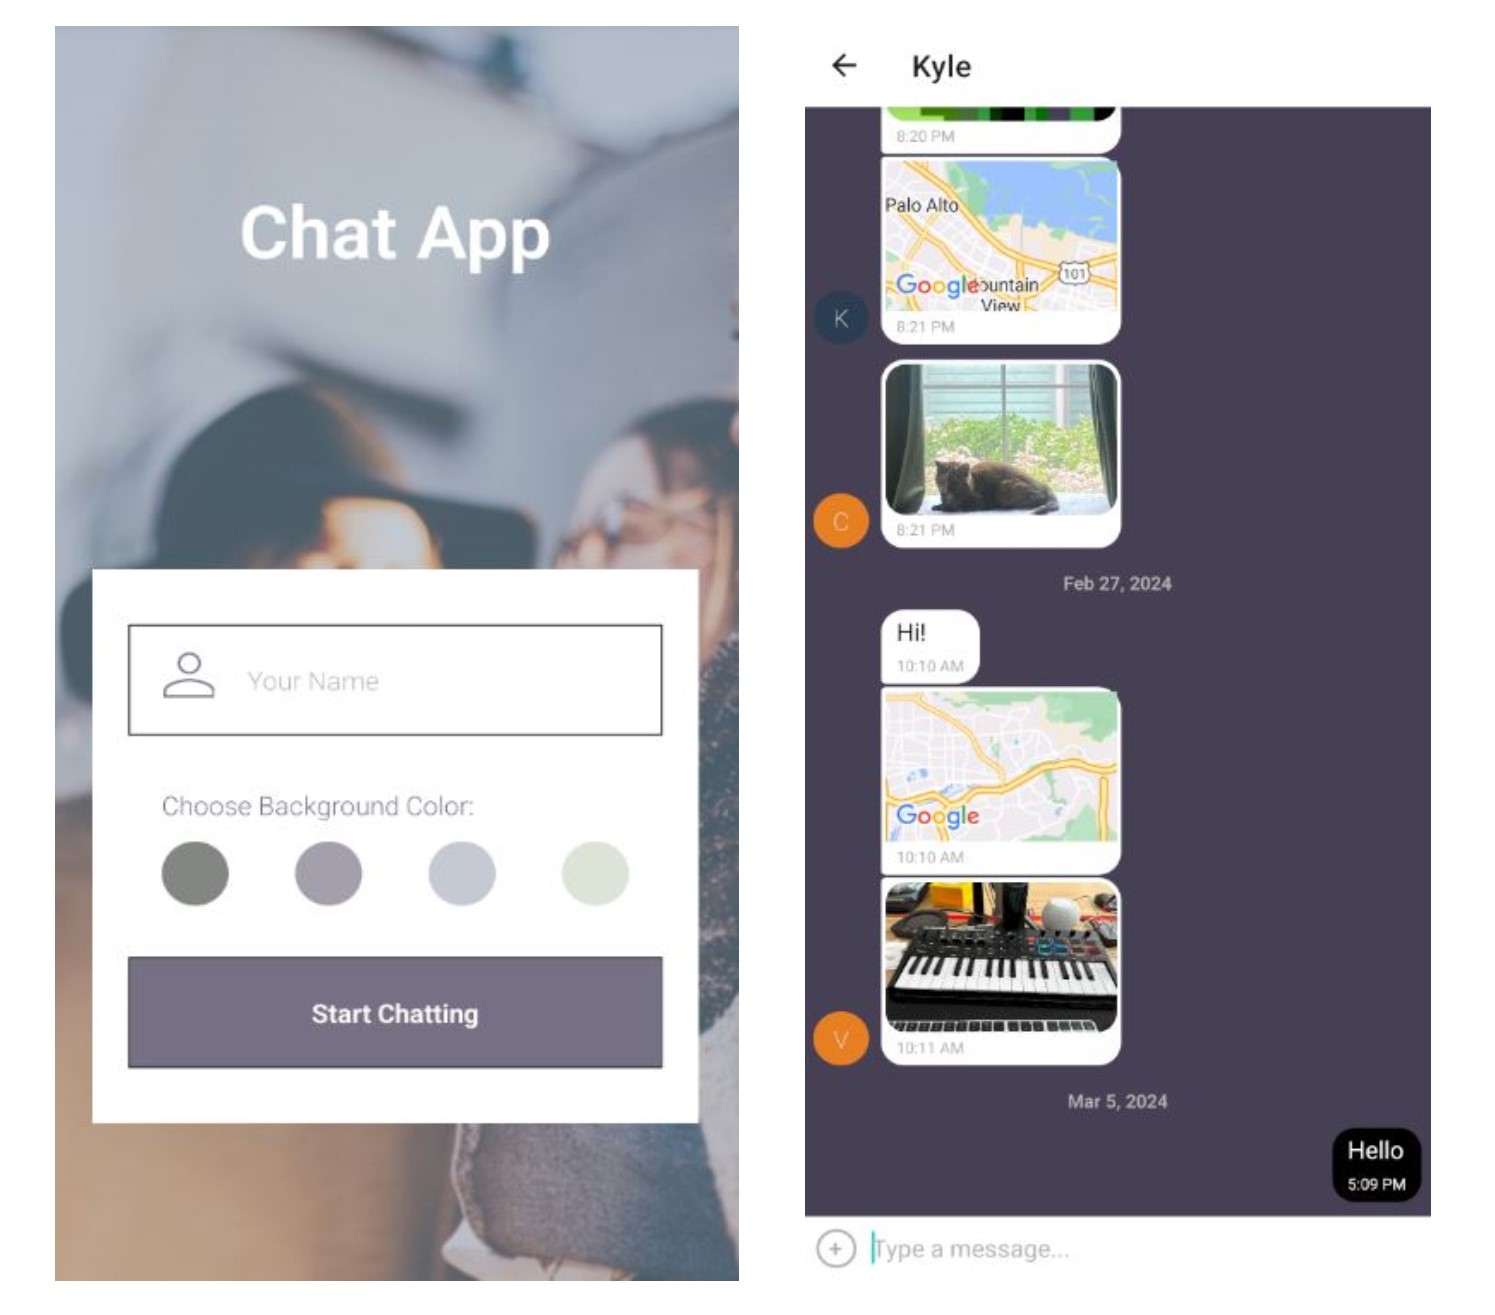 Chat App
Your Name
Choose Background Color:
Start Chatting
Kyle
8:20 PM
Palo Alto
101
Google
ountain
View
8:21 PM
K
8:21 PM
C
Feb 27, 2024
Hi!
10:10 AM
Google
10:10 AM
10:11 AM
V
Mar 5, 2024
Hello
5:09 PM
+
Type a message...